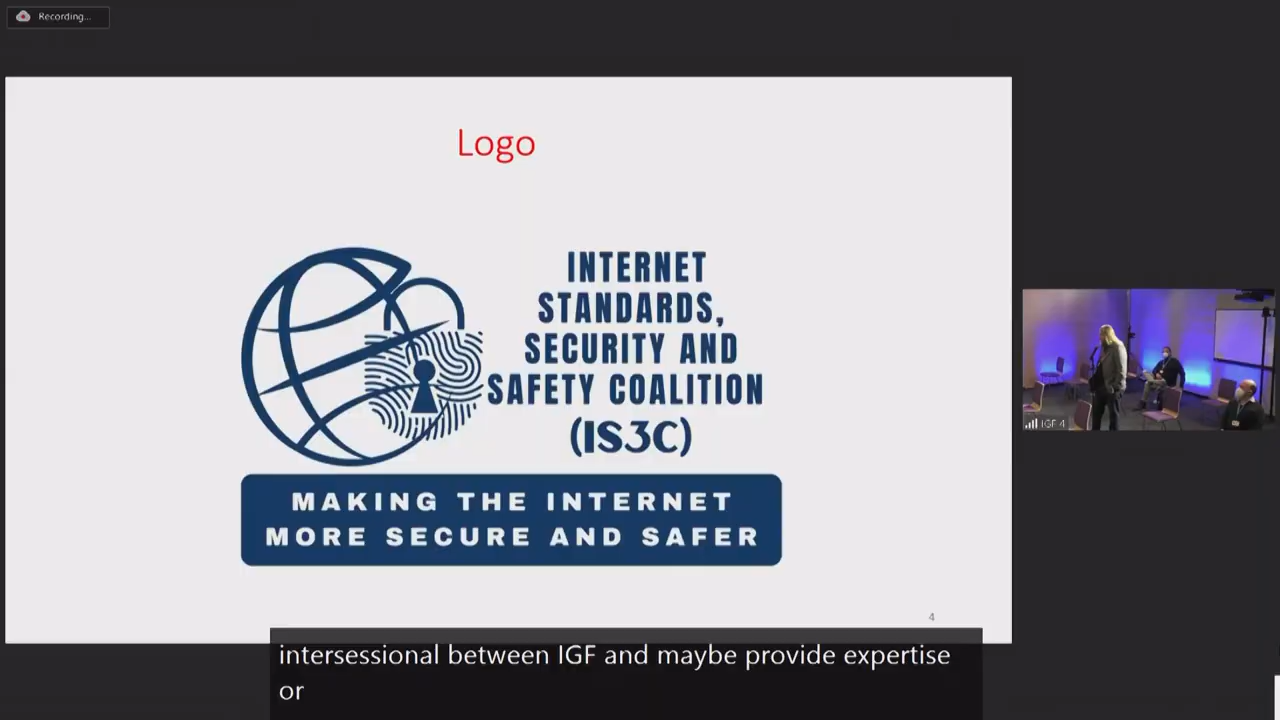 Recording...
Logo
INTERNET
STANDARDS,
SECURITY AND
SAFETY COALITION
(IS3C)
MAKING THE INTERNET
MORE SECURE AND SAFER
4
IGF 4
intersessional between IGF and maybe provide expertise
or